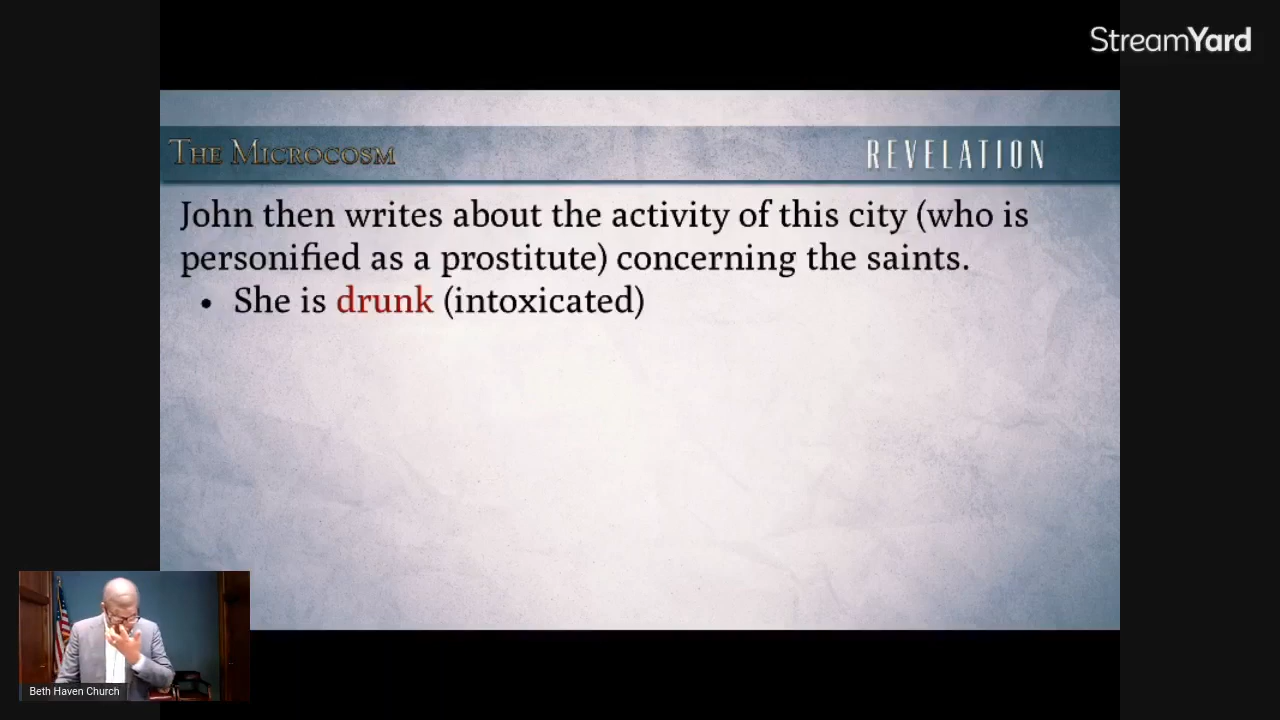 StreamYard
THE MICROCOSM
REVELATION
John then writes about the activity of this city (who is
personified as a prostitute) concerning the saints.
• She is drunk (intoxicated)
Beth Haven Church